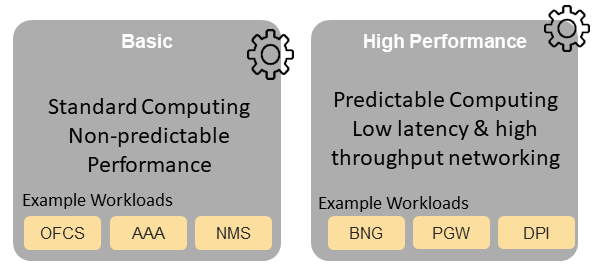 Basic
Standard Computing
Non-predictable
Performance
Example Workloads
OFCS
AAA
NMS
High Performance
Predictable Computing
Low latency & high
throughput networking
Example Workloads
BNG
PGW
DPI